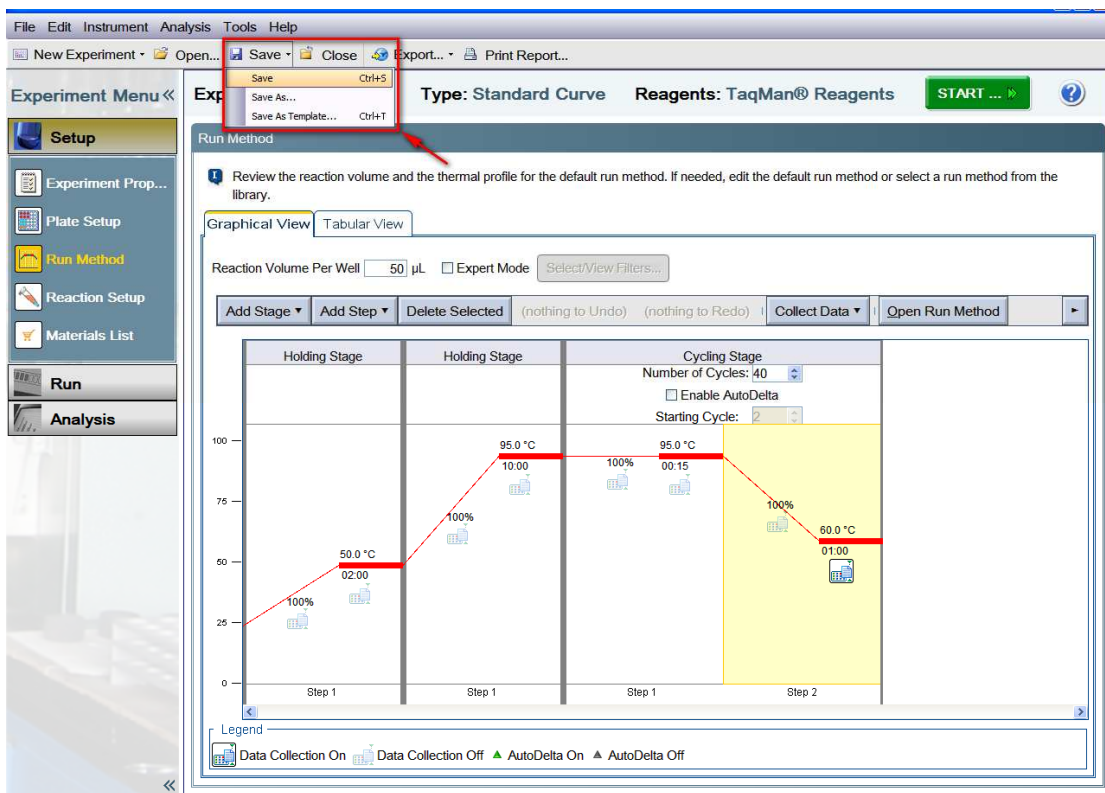 File Edit Instrument Analysis Tools Help
New Experiment Open... Save Close Export... Print Report...
Save Ctrl+S
Save As...
Save As Template... Ctrl+T
Experiment Menu «
Exp
Type: Standard Curve Reagents: TaqMan® Reagents START ... »
Setup
Experiment Prop...
Plate Setup
Run Method
Reaction Setup
Materials List
Run
Analysis
«
Run Method
Review the reaction volume and the thermal profile for the default run method. If needed, edit the default run method or select a run method from the
library.
Graphical View Tabular View
Reaction Volume Per Well 50 µL Expert Mode Select/View Filters...
Add Stage Add Step Delete Selected (nothing to Undo) (nothing to Redo) Collect Data Open Run Method
Holding Stage Holding Stage Cycling Stage
Number of Cycles: 40
Enable AutoDelta
Starting Cycle: 2
100
75
50
25
0
50.0 °C
02:00
100%
95.0 °C
10:00
100%
95.0 °C
00:15
100%
60.0 °C
01:00
100%
Step 1 Step 1 Step 1 Step 2
Legend
Data Collection On Data Collection Off AutoDelta On AutoDelta Off